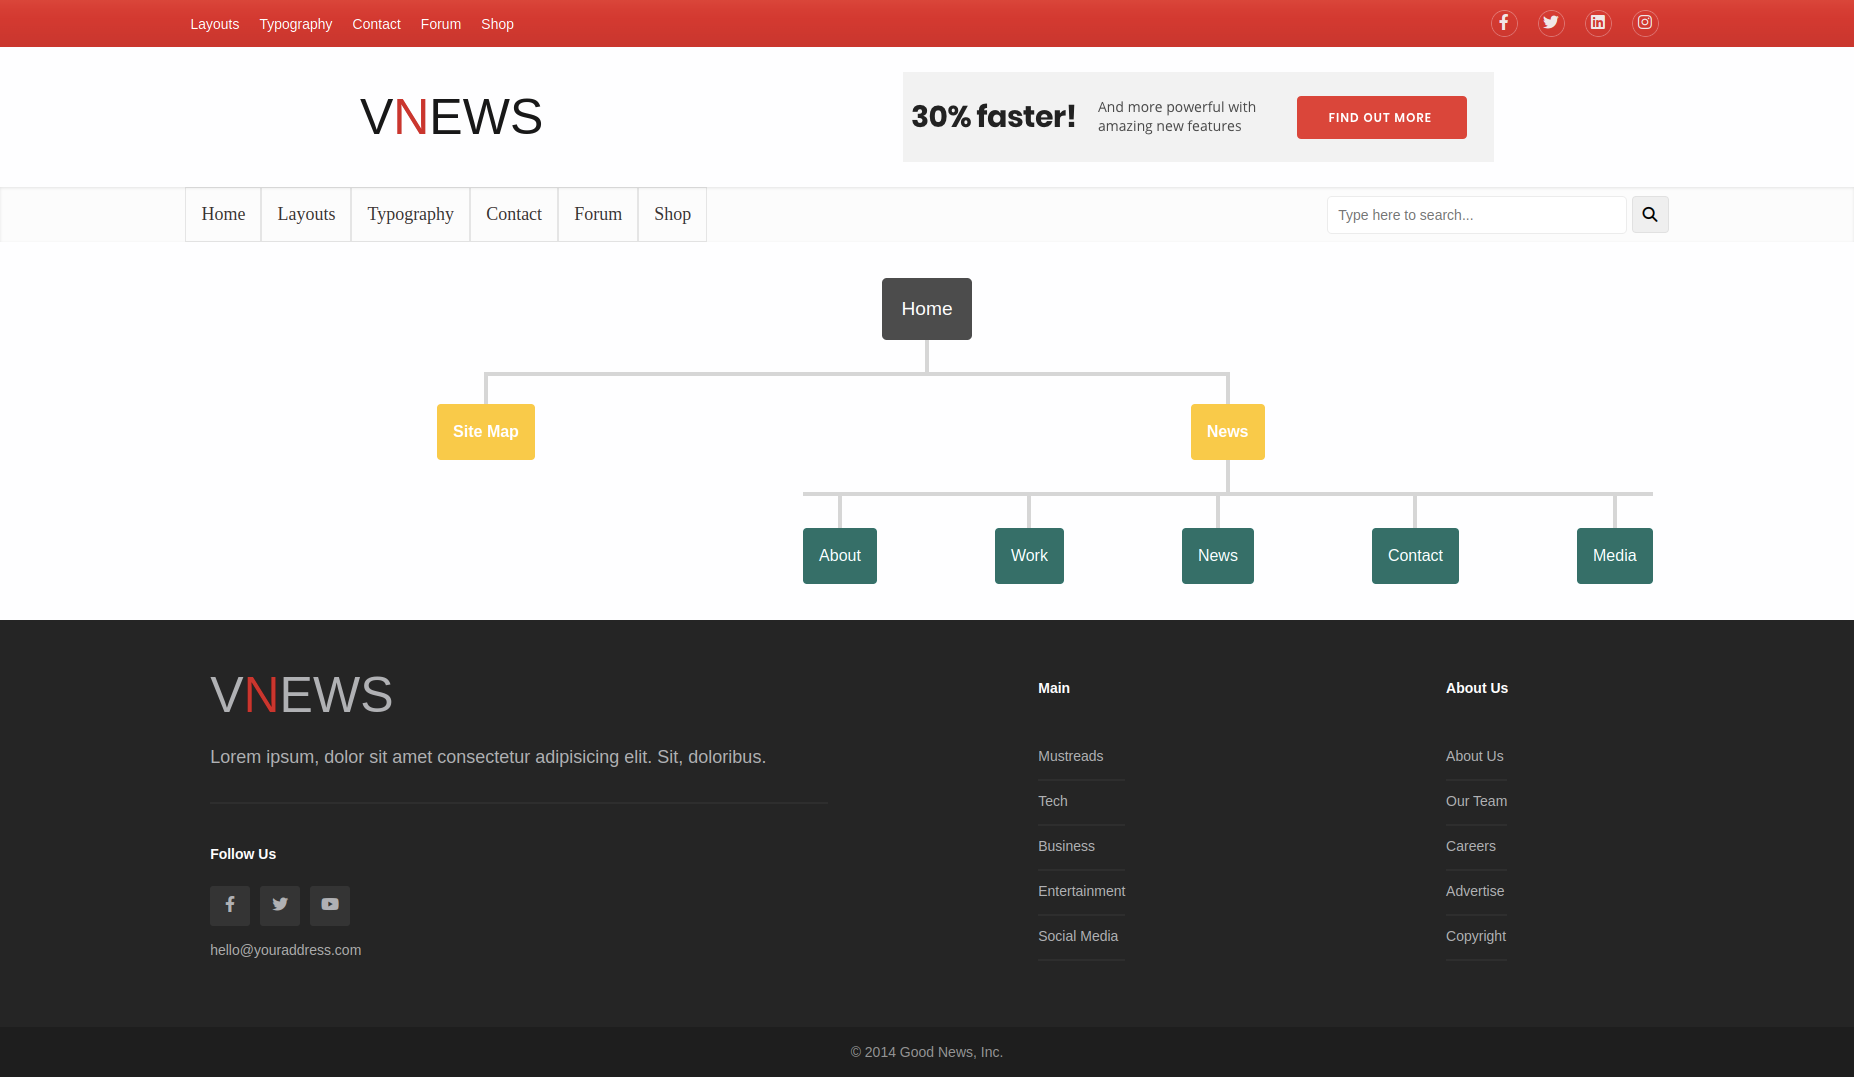 Layouts Typography Contact Forum Shop
VNEWS
30% faster!
And more powerful with
amazing new features
FIND OUT MORE
Home Layouts Typography Contact Forum Shop
Type here to search...
Home
Site Map News
About Work News Contact Media
VNEWS
Lorem ipsum, dolor sit amet consectetur adipisicing elit. Sit, doloribus.
Follow Us
hello@youraddress.com
Main
Mustreads
Tech
Business
Entertainment
Social Media
About Us
About Us
Our Team
Careers
Advertise
Copyright
© 2014 Good News, Inc.